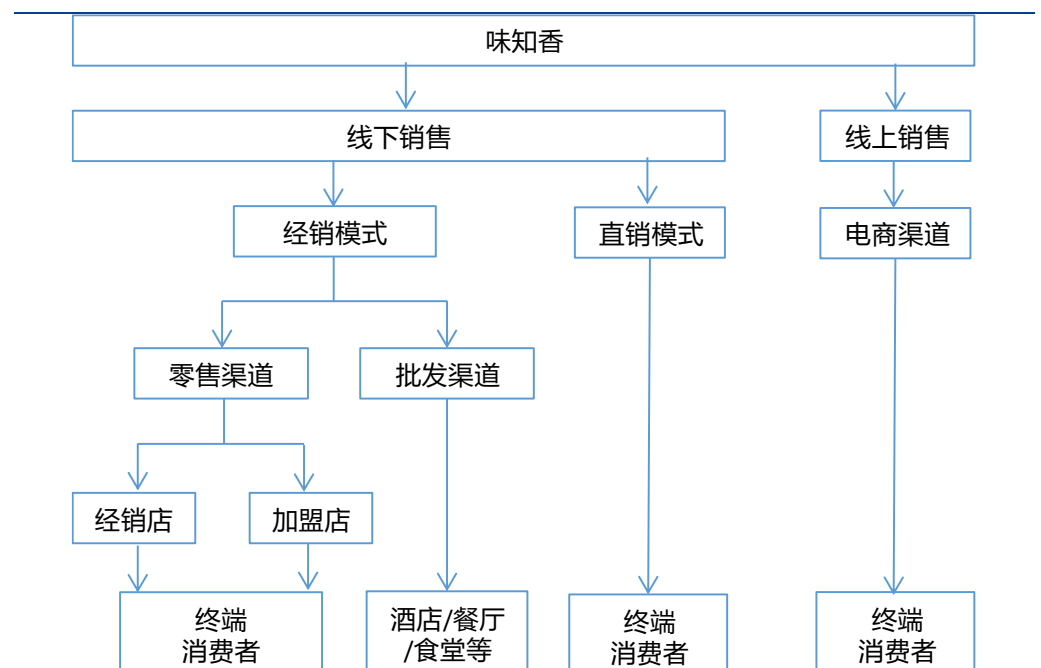 味知香
线下销售
线上销售
经销模式
直销模式
电商渠道
零售渠道
批发渠道
经销店
加盟店
终端
消费者
酒店/餐厅
/食堂等
终端
消费者
终端
消费者